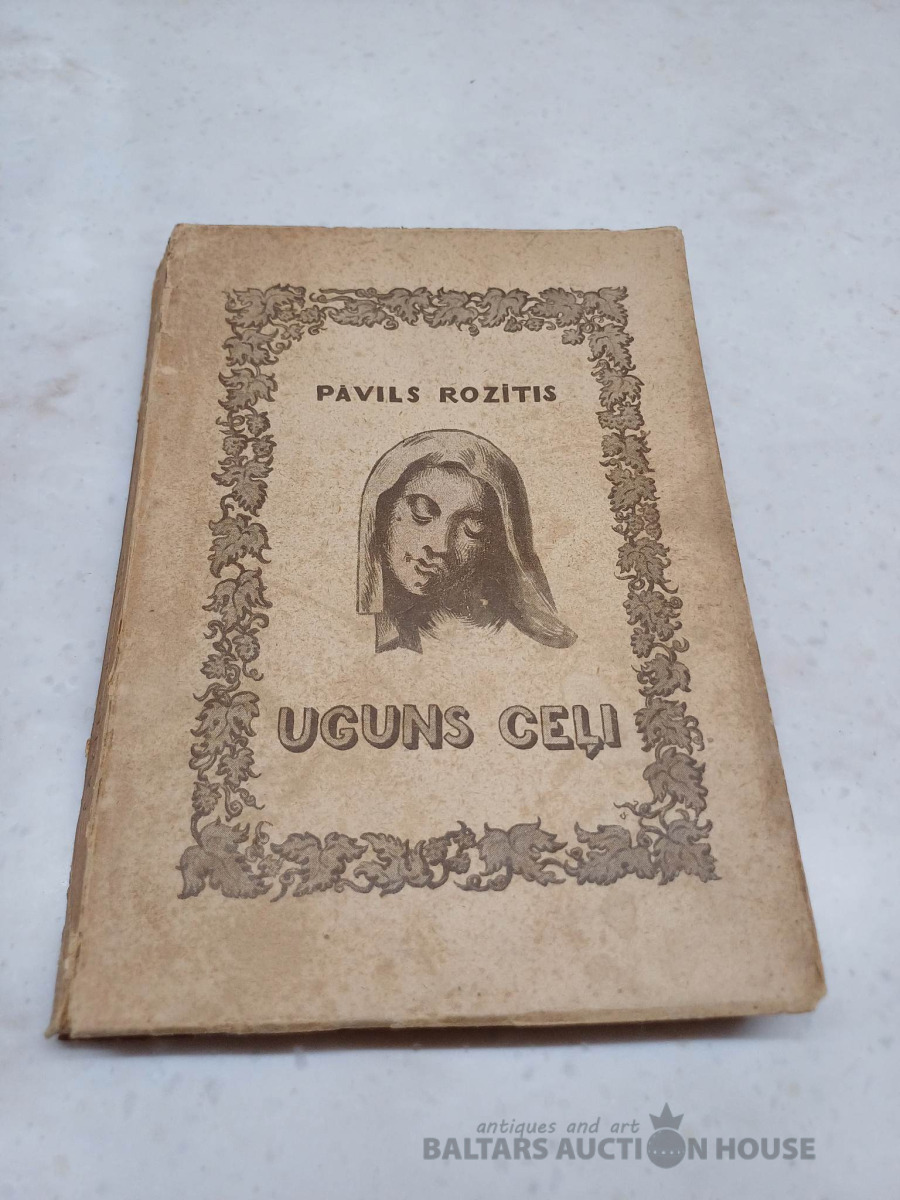 PĀVILS ROZĪTIS
UGUNS CEĻI
antiques and art
BALTARS AUCTION HOUSE